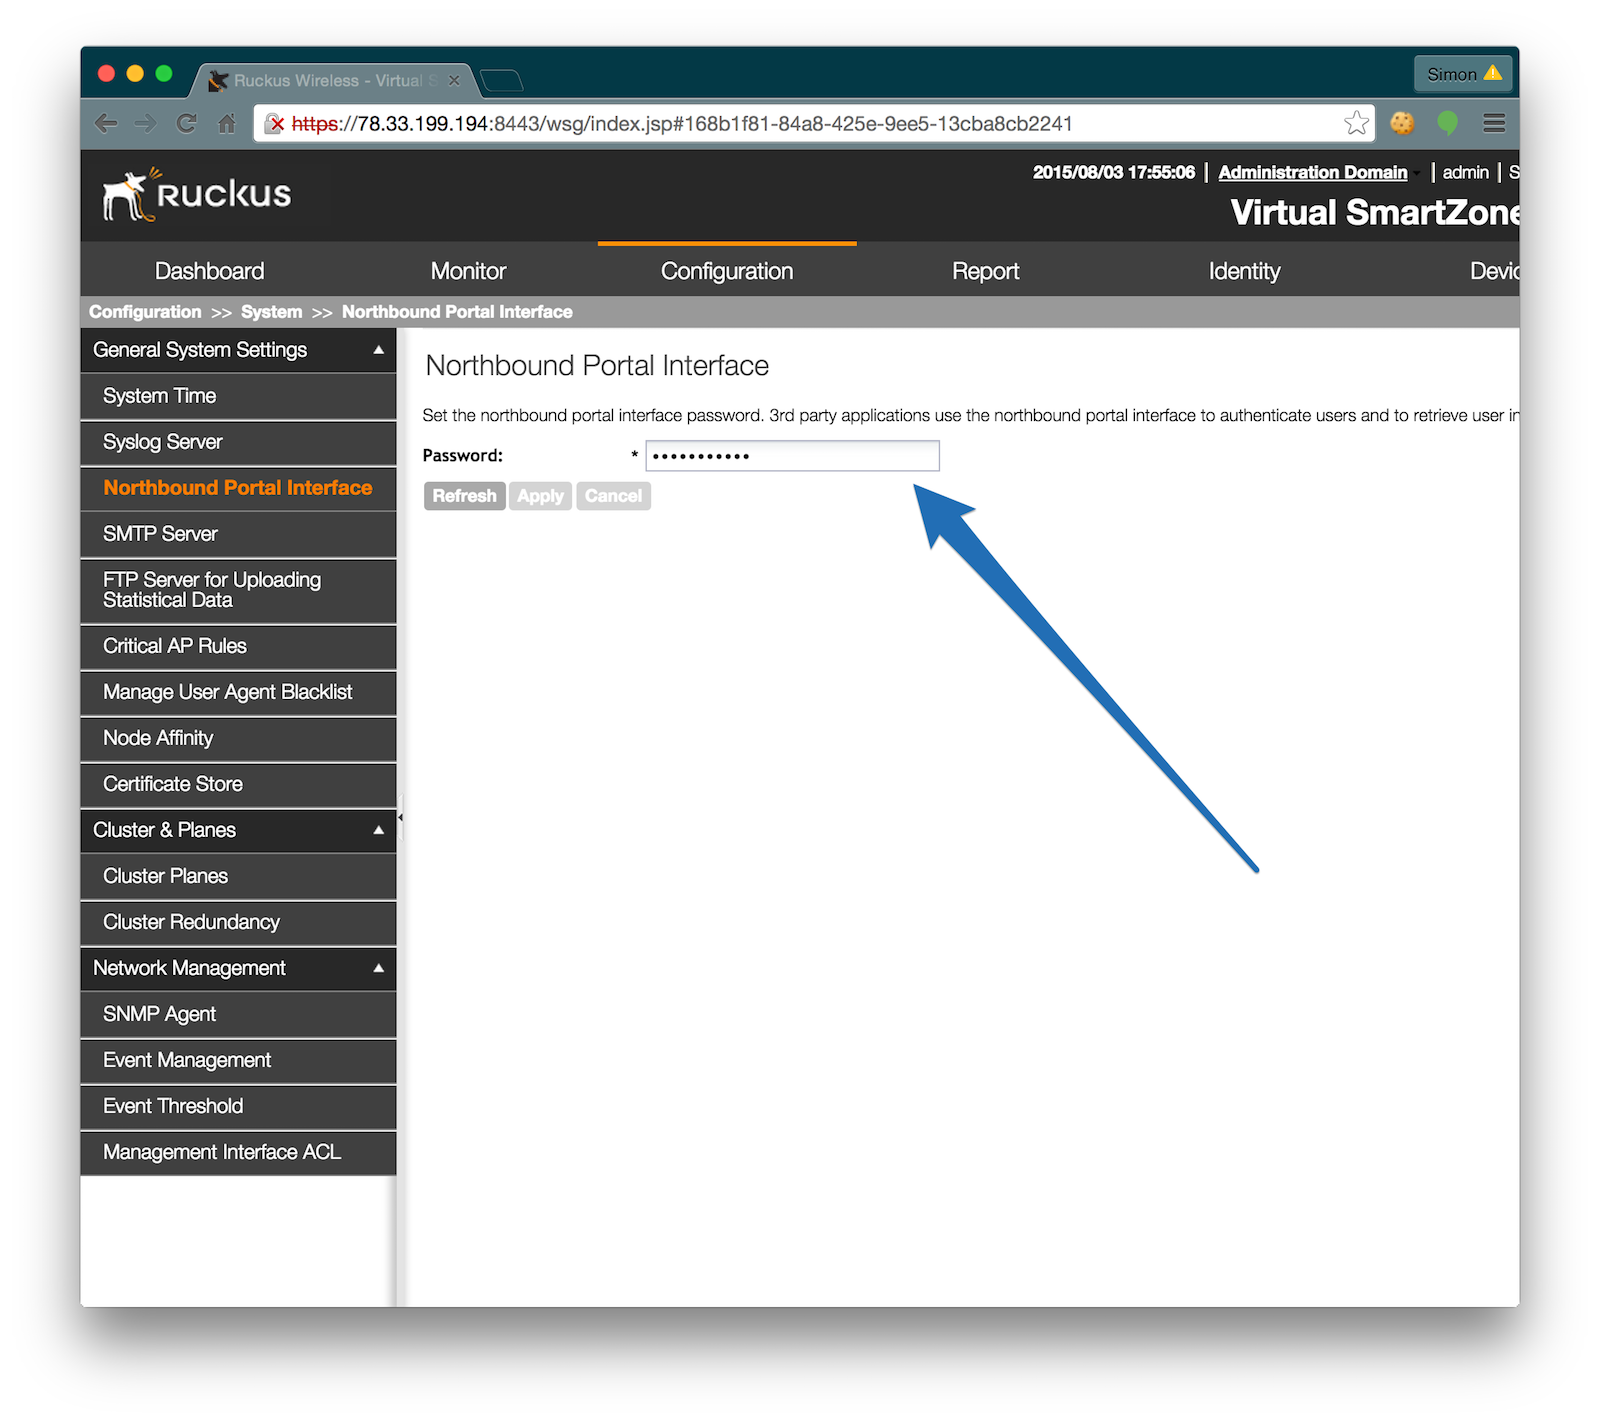 Ruckus Wireless - Virtual S
Simon
https://78.33.199.194:8443/wsg/index.jsp#168b1f81-84a8-425e-9ee5-13cba8cb2241
RUCKUS
2015/08/03 17:55:06 | Administration Domain | admin | S
Virtual SmartZone
Dashboard Monitor Configuration Report Identity Devic
Configuration >> System >> Northbound Portal Interface
General System Settings
System Time
Syslog Server
Northbound Portal Interface
SMTP Server
FTP Server for Uploading
Statistical Data
Critical AP Rules
Manage User Agent Blacklist
Node Affinity
Certificate Store
Cluster & Planes
Cluster Planes
Cluster Redundancy
Network Management
SNMP Agent
Event Management
Event Threshold
Management Interface ACL
Northbound Portal Interface
Set the northbound portal interface password. 3rd party applications use the northbound portal interface to authenticate users and to retrieve user in
Password: * •••••••••••
Refresh Apply Cancel